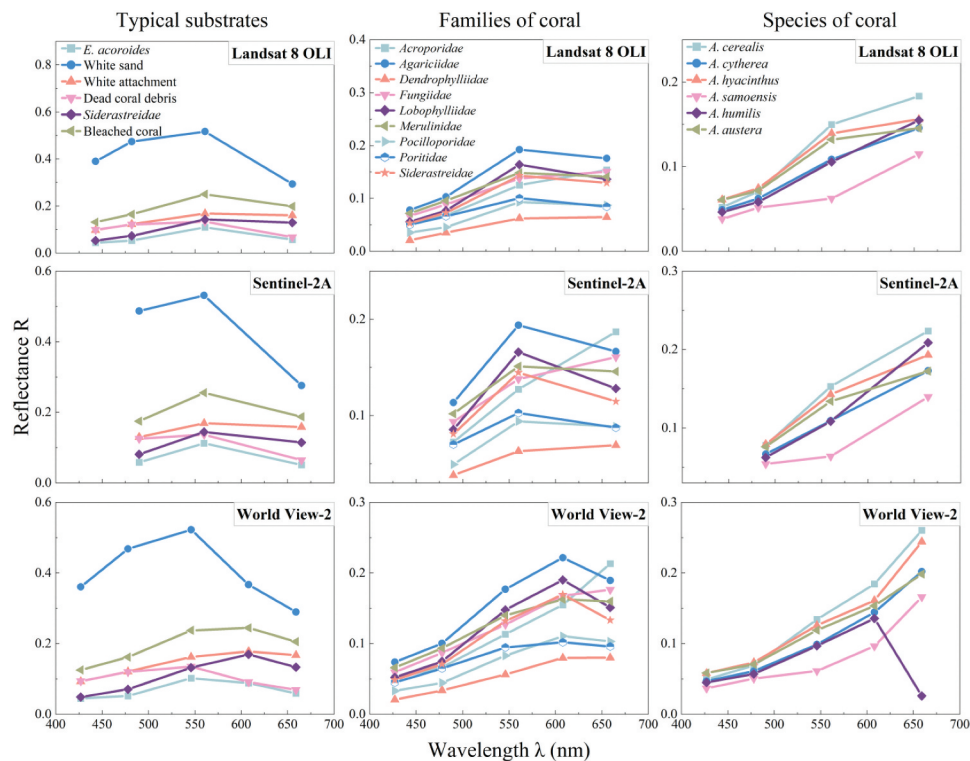 Typical substrates
Families of coral
Species of coral
Landsat 8 OLI
E. acoroides
White sand
White attachment
Dead coral debris
Siderastreidae
Bleached coral
0.8
0.6
0.4
0.2
0.0
Landsat 8 OLI
Acroporidae
Agariciidae
Dendrophylliidae
Fungiidae
Lobophylliidae
Merulinidae
Pocilloporidae
Poritidae
Siderastreidae
0.4
0.3
0.2
0.1
0.0
Landsat 8 OLI
A. cerealis
A. cytherea
A. hyacinthus
A. samoensis
A. humilis
A. austera
0.2
0.1
0.0
Reflectance R
Sentinel-2A
0.6
0.4
0.2
0.0
Sentinel-2A
0.2
0.1
Sentinel-2A
0.3
0.2
0.1
World View-2
0.6
0.4
0.2
0.0
400 450 500 550 600 650 700
World View-2
0.3
0.2
0.1
0.0
400 450 500 550 600 650 700
World View-2
0.3
0.2
0.1
0.0
400 450 500 550 600 650 700
Wavelength λ (nm)